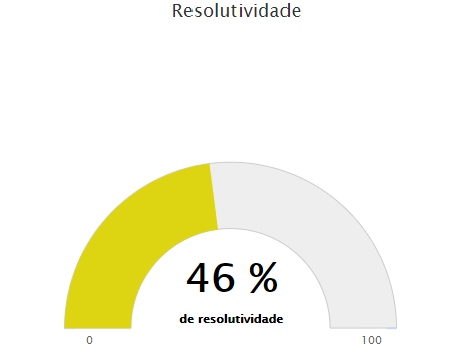 Resolutividade
46 %
de resolutividade
0 100